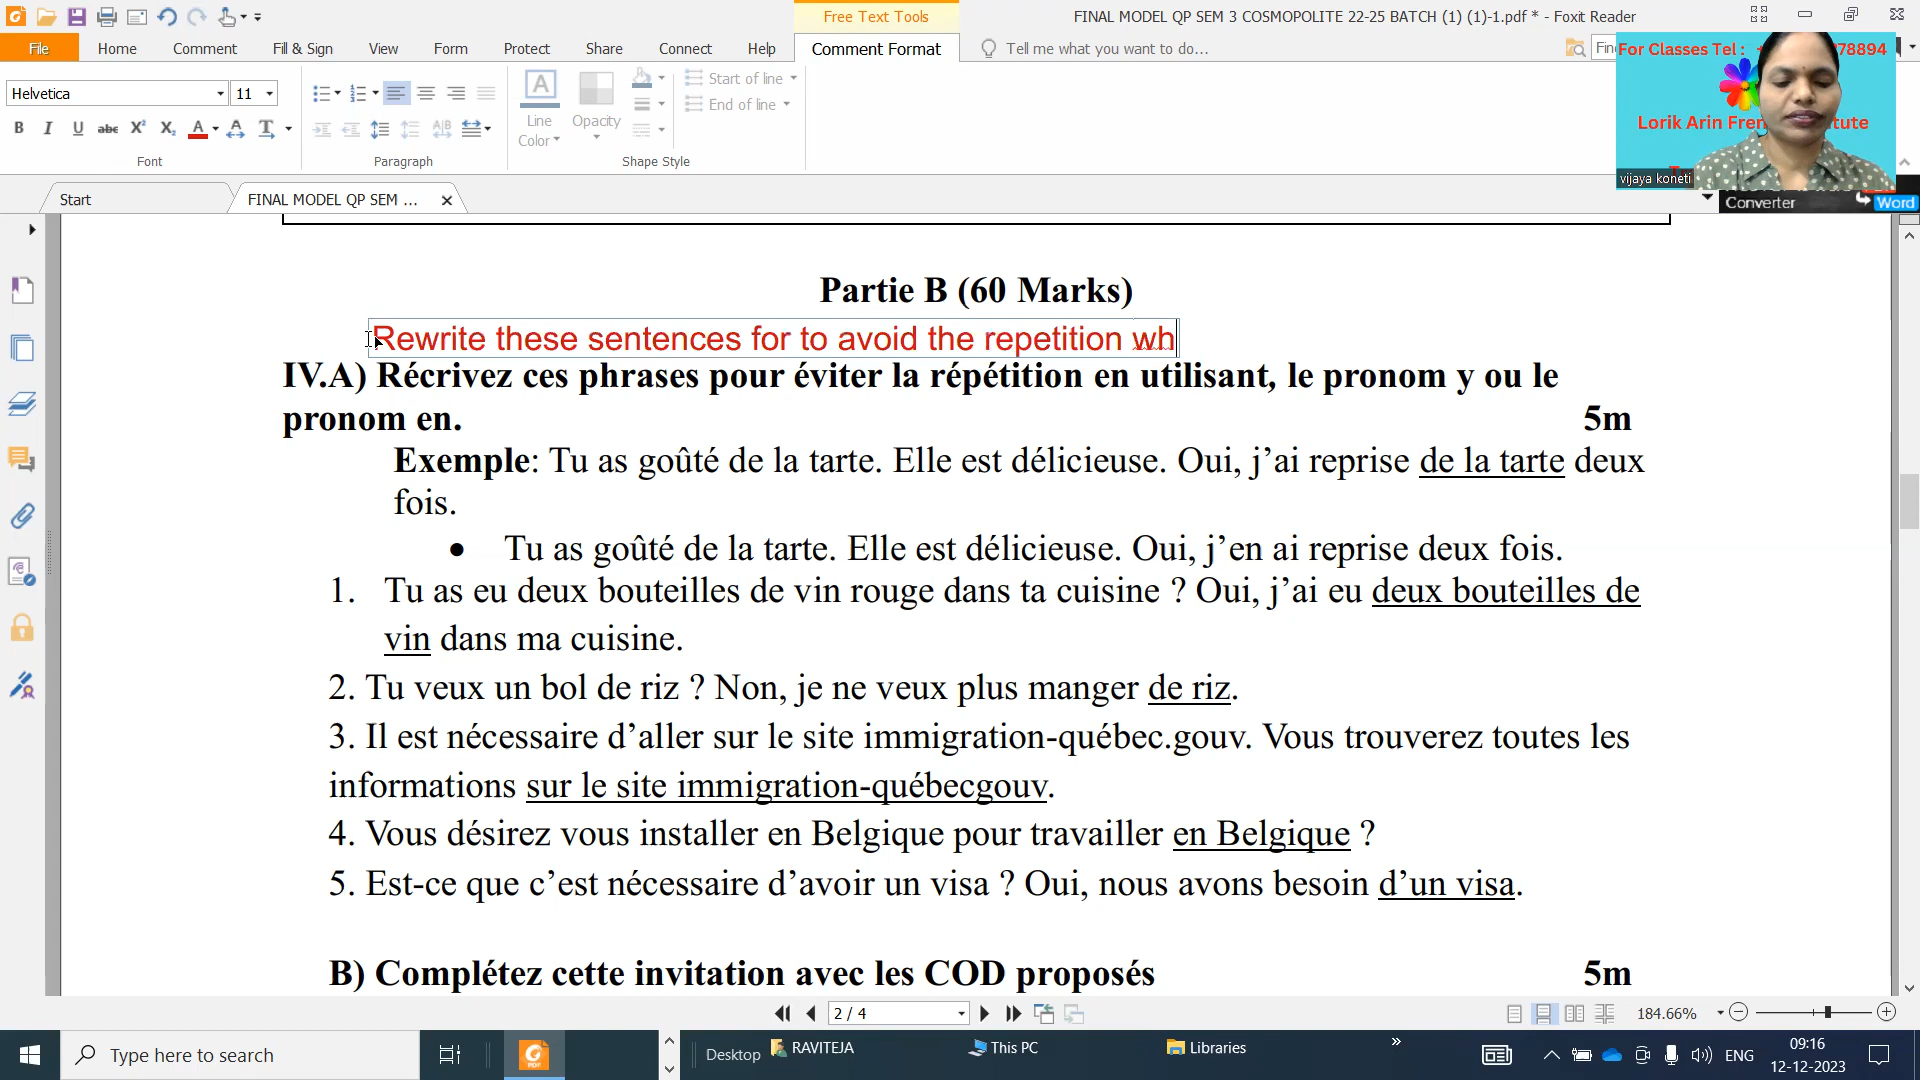 Free Text Tools
FINAL MODEL QP SEM 3 COSMOPOLITE 22-25 BATCH (1) (1)-1.pdf * - Foxit Reader
File Home Comment Fill & Sign View Form Protect Share Connect Help Comment Format Tell me what you want to do...
For Classes Tel : 78894
Helvetica 11
Start of line
End of line
Line Color
Opacity
Font Paragraph Shape Style
vijaya koneti
Converter Word
Start FINAL MODEL QP SEM ...
Partie B (60 Marks)
Rewrite these sentences for to avoid the repetition wh
IV.A) Récrivez ces phrases pour éviter la répétition en utilisant, le pronom y ou le
pronom en. 5m
Exemple: Tu as goûté de la tarte. Elle est délicieuse. Oui, j’ai reprise de la tarte deux
fois.
• Tu as goûté de la tarte. Elle est délicieuse. Oui, j’en ai reprise deux fois.
1. Tu as eu deux bouteilles de vin rouge dans ta cuisine ? Oui, j’ai eu deux bouteilles de
vin dans ma cuisine.
2. Tu veux un bol de riz ? Non, je ne veux plus manger de riz.
3. Il est nécessaire d’aller sur le site immigration-québec.gouv. Vous trouverez toutes les
informations sur le site immigration-québecgouv.
4. Vous désirez vous installer en Belgique pour travailler en Belgique ?
5. Est-ce que c’est nécessaire d’avoir un visa ? Oui, nous avons besoin d’un visa.
B) Complétez cette invitation avec les COD proposés 5m
2 / 4
184.66%
Type here to search
Desktop RAVITEJA This PC Libraries
ENG
09:16
12-12-2023